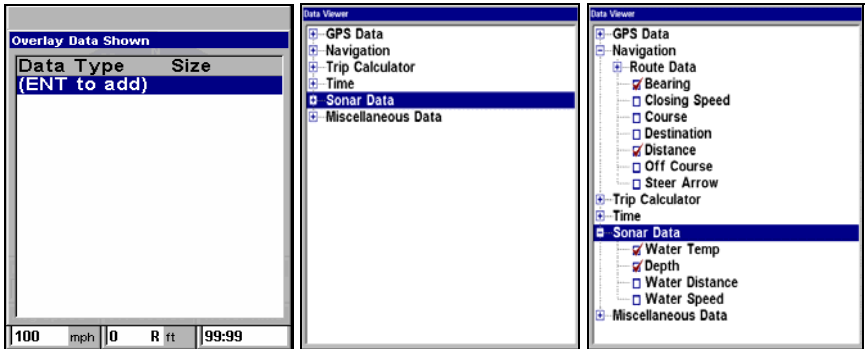 Overlay Data Shown
Data Type Size
(ENT to add)
100 mph 0 R ft 99:99
Data Viewer
GPS Data
Navigation
Trip Calculator
Time
Sonar Data
Miscellaneous Data
Data Viewer
GPS Data
Navigation
Route Data
Bearing
Closing Speed
Course
Destination
Distance
Off Course
Steer Arrow
Trip Calculator
Time
Sonar Data
Water Temp
Depth
Water Distance
Water Speed
Miscellaneous Data